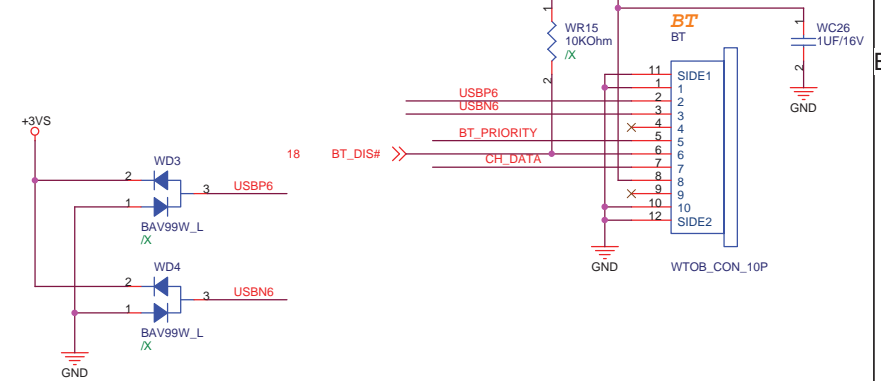 1
WR15
10KOhm
/X
2
BT
BT
1
WC26
1UF/16V
2
GND
E
11 SIDE1
1 1
USBP6 2 2
USBN6 3 3
4 4
BT_PRIORITY 5 5
18 BT_DIS# 6 6
CH_DATA 7 7
8 8
9 9
10 10
12 SIDE2
GND
WTOB_CON_10P
+3VS
WD3
2
3 USBP6
1
BAV99W_L
/X
WD4
2
3 USBN6
1
BAV99W_L
/X
GND